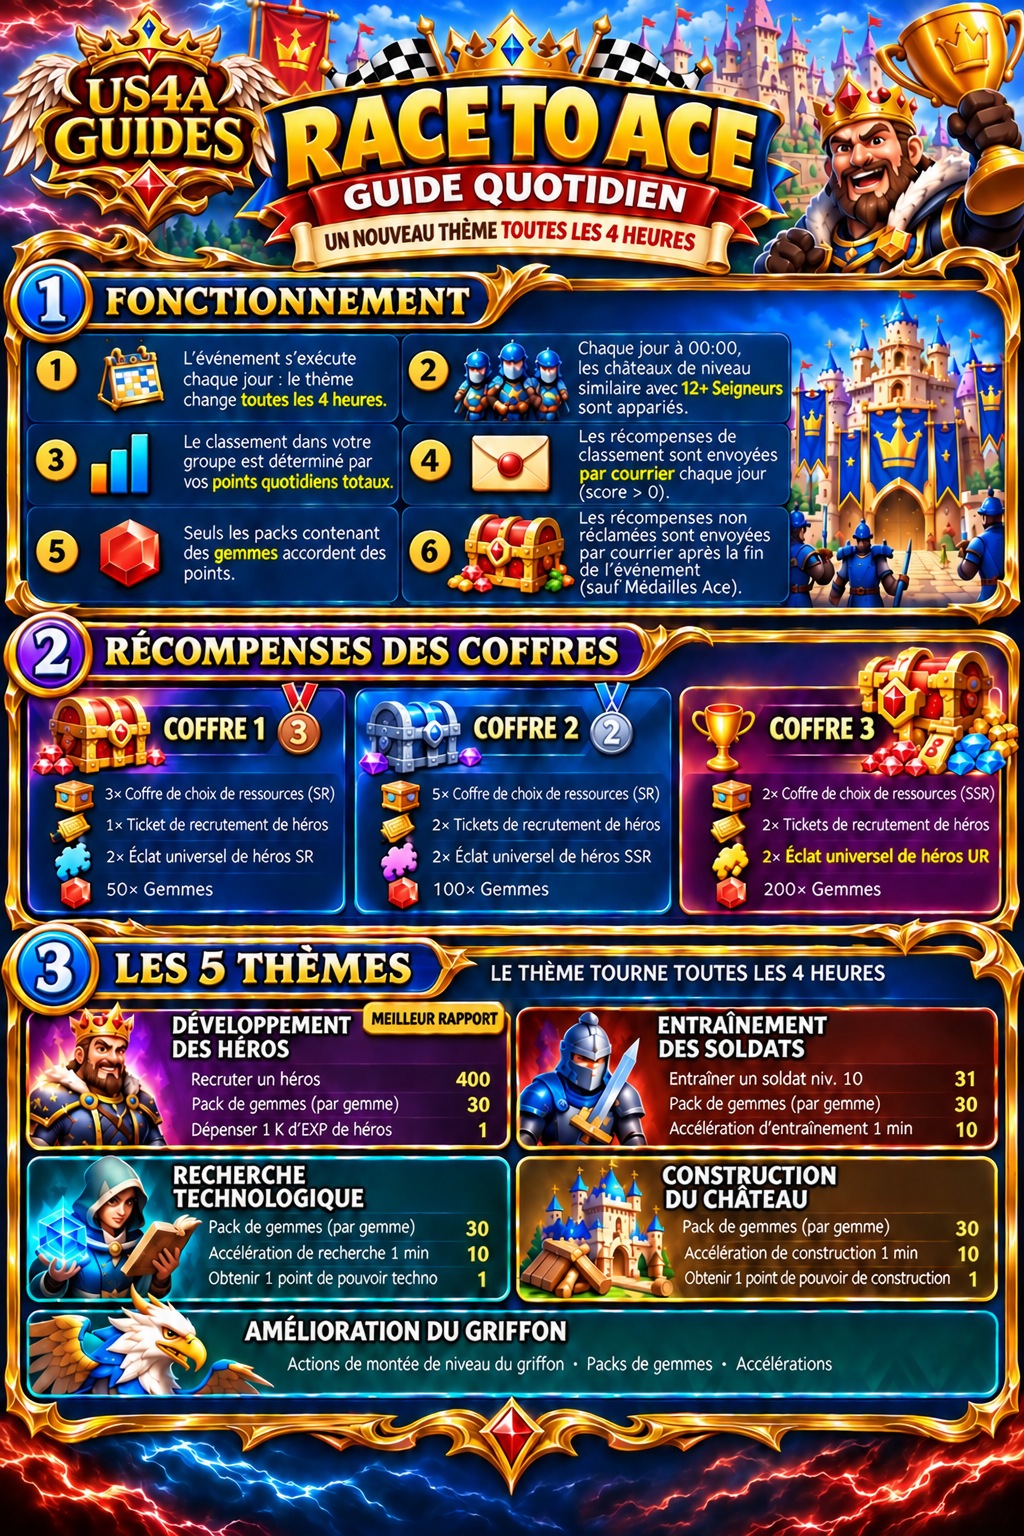 US4A
GUIDES
RACE TO ACE
GUIDE QUOTIDIEN
UN NOUVEAU THÈME TOUTES LES 4 HEURES
1 FONCTIONNEMENT
1
L'événement s'exécute
chaque jour : le thème
change toutes les 4 heures.
2
Chaque jour à 00:00,
les châteaux de niveau
similaire avec 12+ Seigneurs
sont appariés.
3
Le classement dans votre
groupe est déterminé par
vos points quotidiens totaux.
4
Les récompenses de
classement sont envoyées
par courrier chaque jour
(score > 0).
5
Seuls les packs contenant
des gemmes accordent des
points.
6
Les récompenses non
réclamées sont envoyées
par courrier après la fin
de l'événement
(sauf Médailles Ace).
2 RÉCOMPENSES DES COFFRES
COFFRE 1
3
3× Coffre de choix de ressources (SR)
1× Ticket de recrutement de héros
2× Éclat universel de héros SR
50× Gemmes
COFFRE 2
2
5× Coffre de choix de ressources (SR)
2× Tickets de recrutement de héros
2× Éclat universel de héros SSR
100× Gemmes
COFFRE 3
8
2× Coffre de choix de ressources (SSR)
2× Tickets de recrutement de héros
2× Éclat universel de héros UR
200× Gemmes
3 LES 5 THÈMES
LE THÈME TOURNE TOUTES LES 4 HEURES
DÉVELOPPEMENT
DES HÉROS
MEILLEUR RAPPORT
Recruter un héros 400
Pack de gemmes (par gemme) 30
Dépenser 1 K d'EXP de héros 1
ENTRAÎNEMENT
DES SOLDATS
Entraîner un soldat niv. 10 31
Pack de gemmes (par gemme) 30
Accélération d'entraînement 1 min 10
RECHERCHE
TECHNOLOGIQUE
Pack de gemmes (par gemme) 30
Accélération de recherche 1 min 10
Obtenir 1 point de pouvoir techno 1
CONSTRUCTION
DU CHÂTEAU
Pack de gemmes (par gemme) 30
Accélération de construction 1 min 10
Obtenir 1 point de pouvoir de construction 1
AMÉLIORATION DU GRIFFON
Actions de montée de niveau du griffon • Packs de gemmes • Accélérations